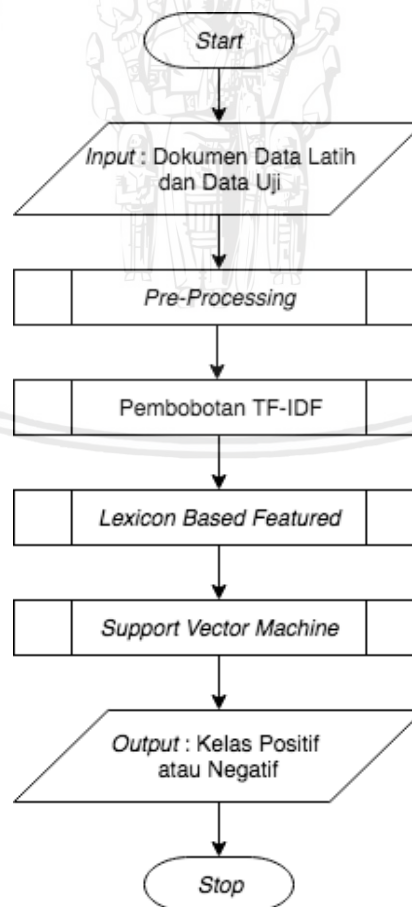 Start
Input : Dokumen Data Latih
dan Data Uji
Pre-Processing
Pembobotan TF-IDF
Lexicon Based Featured
Support Vector Machine
Output : Kelas Positif
atau Negatif
Stop